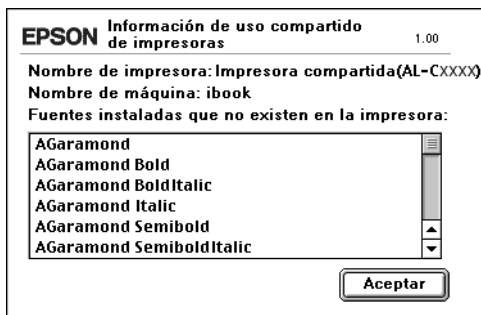 EPSON Información de uso compartido
de impresoras 1.00
Nombre de impresora: Impresora compartida(AL-CXXXX)
Nombre de máquina: ibook
Fuentes instaladas que no existen en la impresora:
AGaramond
AGaramond Bold
AGaramond BoldItalic
AGaramond Italic
AGaramond Semibold
AGaramond SemiboldItalic
Aceptar